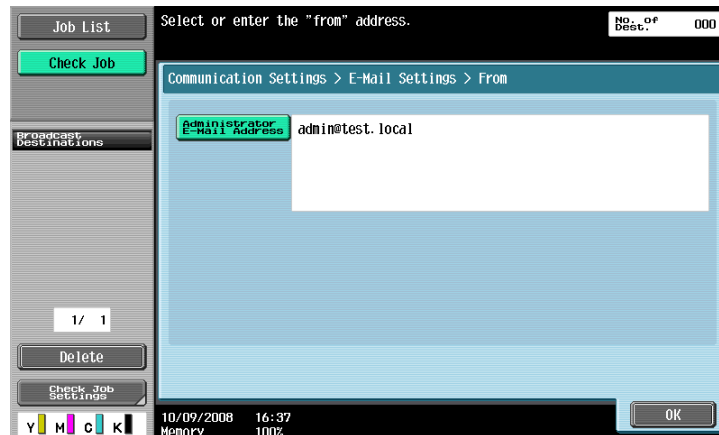 Job List
Check Job
Broadcast
Destinations
1/ 1
Delete
Check Job
Settings
Y M C K
Select or enter the "from" address.
No. of
Dest.
000
Communication Settings > E-Mail Settings > From
Administrator
E-Mail Address
admin@test.local
10/09/2008 16:37
Memory 100%
OK